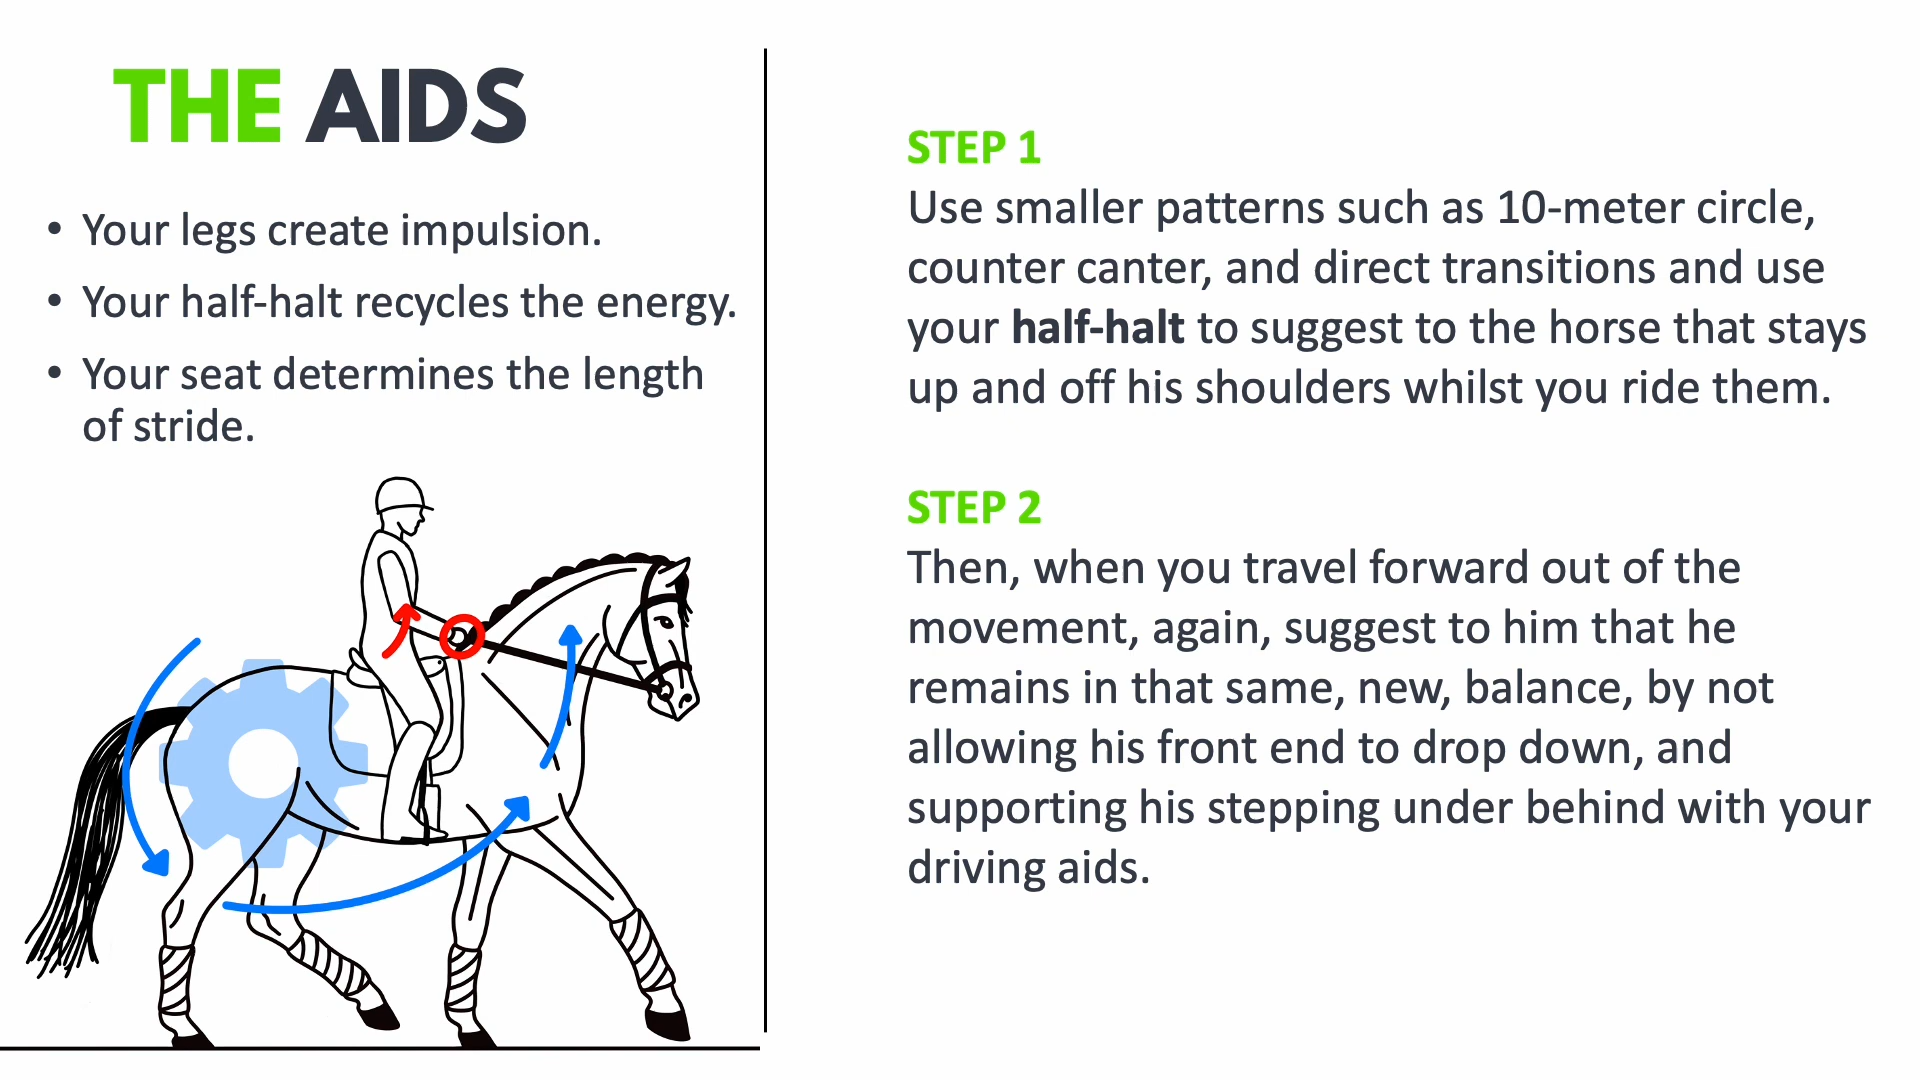 THE AIDS
• Your legs create impulsion.
• Your half-halt recycles the energy.
• Your seat determines the length
of stride.
STEP 1
Use smaller patterns such as 10-meter circle,
counter canter, and direct transitions and use
your half-halt to suggest to the horse that stays
up and off his shoulders whilst you ride them.
STEP 2
Then, when you travel forward out of the
movement, again, suggest to him that he
remains in that same, new, balance, by not
allowing his front end to drop down, and
supporting his stepping under behind with your
driving aids.